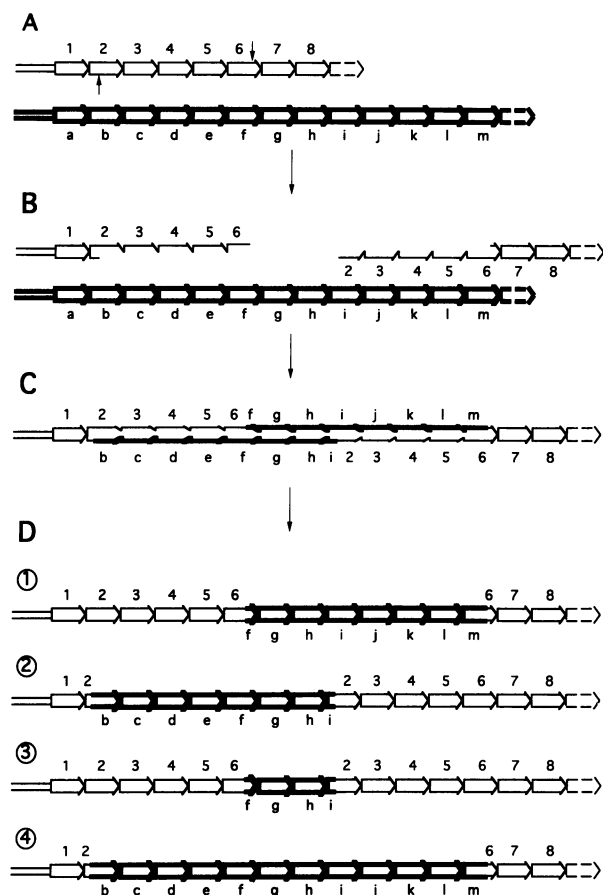 A
1 2 3 4 5 6 7 8
a b c d e f g h i j k l m
B
1 2 3 4 5 6
2 3 4 5 6 7 8
a b c d e f g h i j k l m
C
1 2 3 4 5 6 f g h i j k l m
b c d e f g h i 2 3 4 5 6 7 8
D
1
1 2 3 4 5 6 6 7 8
f g h i j k l m
2
1 2 2 3 4 5 6 7 8
b c d e f g h i
3
1 2 3 4 5 6 2 3 4 5 6 7 8
f g h i
4
1 2 6 7 8
b c d e f g h i j k l m